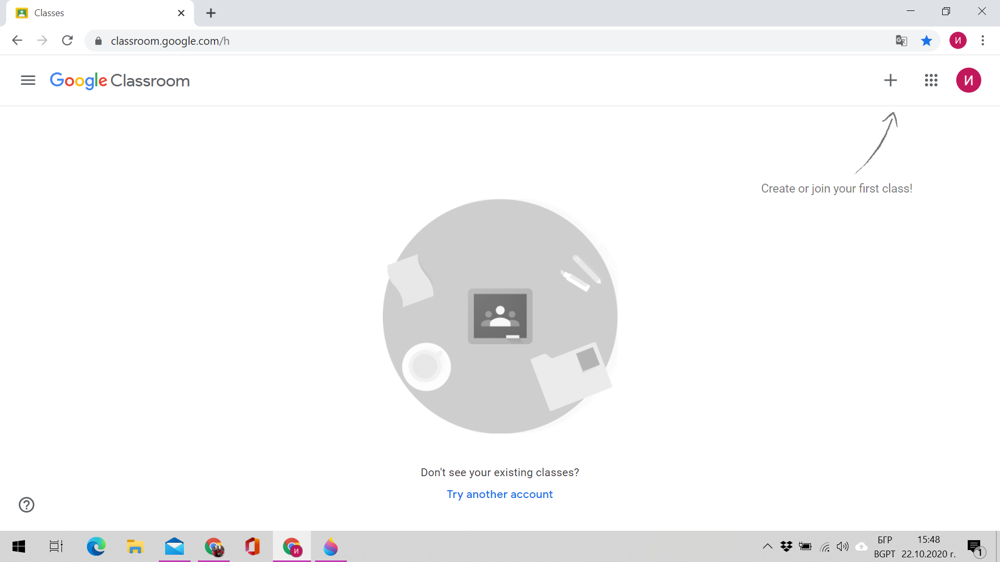 Classes
classroom.google.com/h
И
Google Classroom
И
Create or join your first class!
Don't see your existing classes?
Try another account
И
БГР
BGPT
15:48
22.10.2020 г.
1